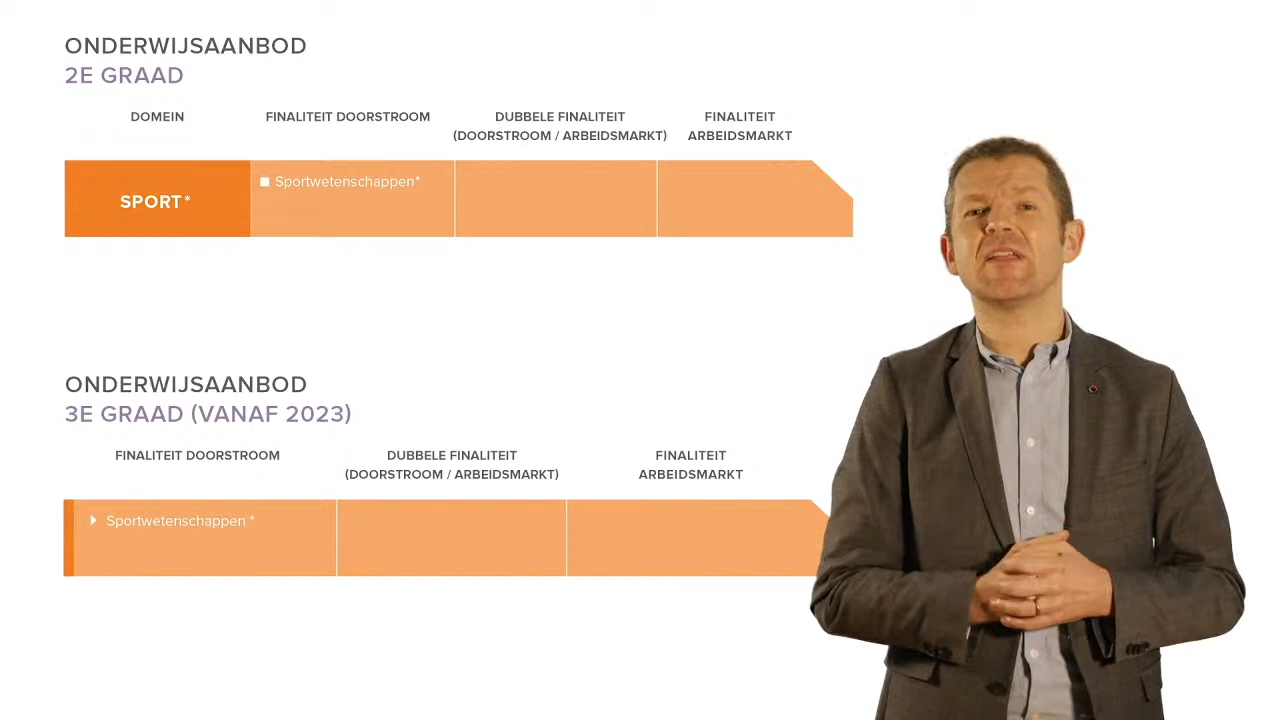 ONDERWIJSAANBOD
2E GRAAD
DOMEIN
FINALITEIT DOORSTROOM
DUBBELE FINALITEIT
(DOORSTROOM / ARBEIDSMARKT)
FINALITEIT
ARBEIDSMARKT
SPORT*
Sportwetenschappen*
ONDERWIJSAANBOD
3E GRAAD (VANAF 2023)
FINALITEIT DOORSTROOM
DUBBELE FINALITEIT
(DOORSTROOM / ARBEIDSMARKT)
FINALITEIT
ARBEIDSMARKT
Sportwetenschappen *